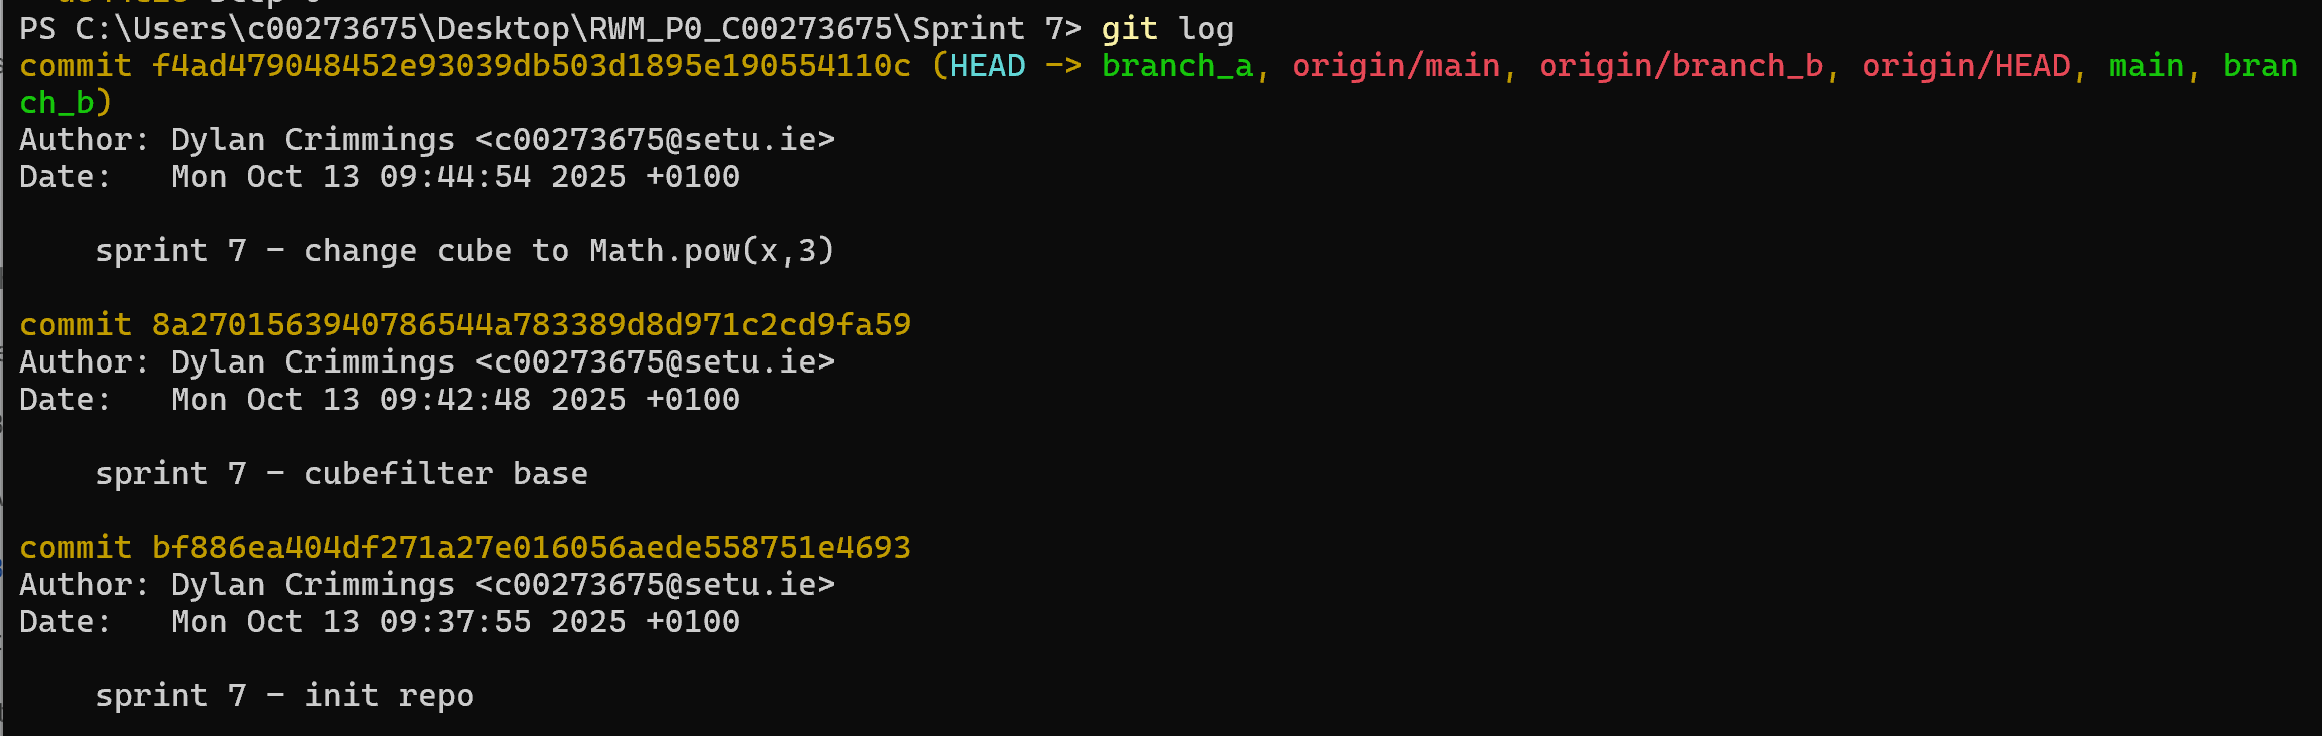 PS C:\Users\c00273675\Desktop\RWM_P0_C00273675\Sprint 7> git log
commit f4ad479048452e93039db503d1895e190554110c (HEAD -> branch_a, origin/main, origin/branch_b, origin/HEAD, main, bran
ch_b)
Author: Dylan Crimmings <c00273675@setu.ie>
Date:   Mon Oct 13 09:44:54 2025 +0100
sprint 7 - change cube to Math.pow(x,3)
commit 8a2701563940786544a783389d8d971c2cd9fa59
Author: Dylan Crimmings <c00273675@setu.ie>
Date:   Mon Oct 13 09:42:48 2025 +0100
sprint 7 - cubefilter base
commit bf886ea404df271a27e016056aede558751e4693
Author: Dylan Crimmings <c00273675@setu.ie>
Date:   Mon Oct 13 09:37:55 2025 +0100
sprint 7 - init repo